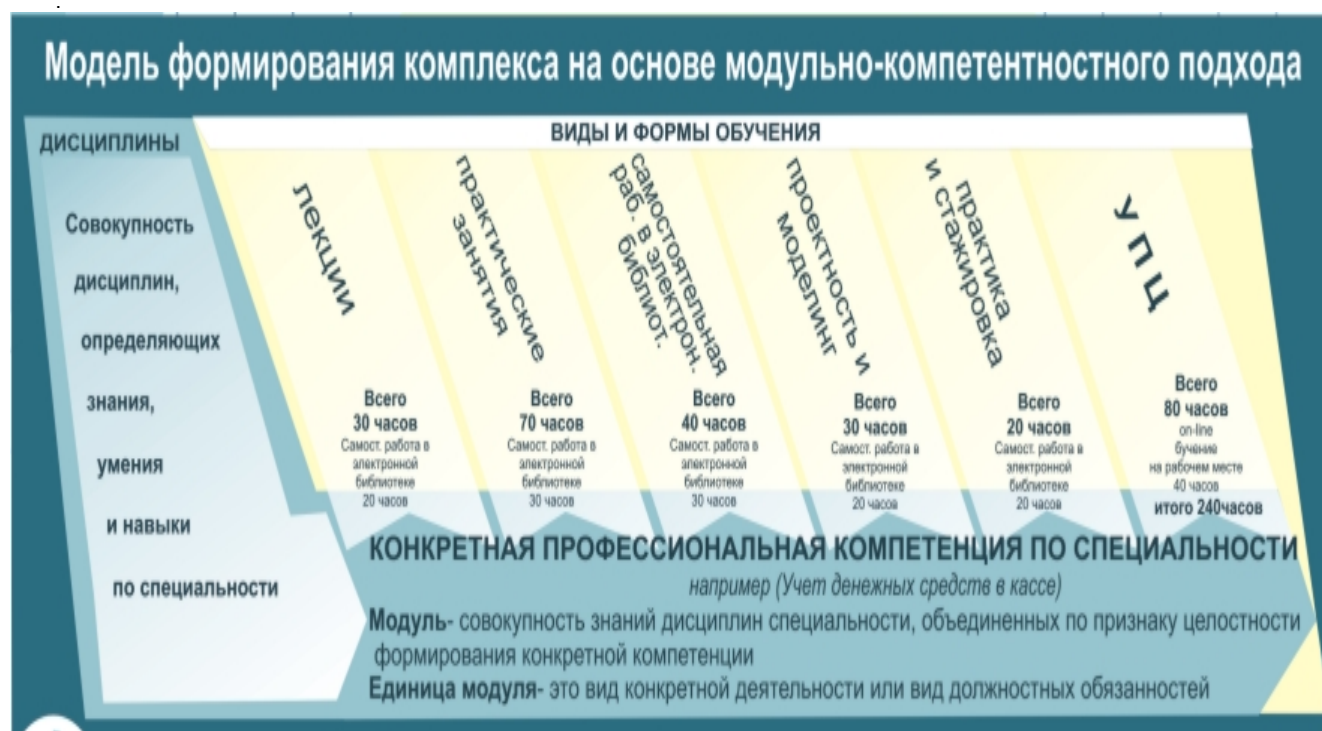 Модель формирования комплекса на основе модульно-компетентностного подхода
ДИСЦИПЛИНЫ
ВИДЫ И ФОРМЫ ОБУЧЕНИЯ
Совокупность
дисциплин,
определяющих
знания,
умения
и навыки
по специальности
лекции
практические
занятия
самостоятельная
раб. в электрон.
библиот.
проектность и
моделинг
практика
и стажировка
УПЦ
Всего
30 часов
Самост. работа в
электронной
библиотеке
20 часов
Всего
70 часов
Самост. работа в
электронной
библиотеке
30 часов
Всего
40 часов
Самост. работа в
электронной
библиотеке
30 часов
Всего
30 часов
Самост. работа в
электронной
библиотеке
20 часов
Всего
20 часов
Самост. работа в
электронной
библиотеке
20 часов
Всего
80 часов
on-line
бучение
на рабочем месте
40 часов
итого 240часов
КОНКРЕТНАЯ ПРОФЕССИОНАЛЬНАЯ КОМПЕТЕНЦИЯ ПО СПЕЦИАЛЬНОСТИ
например (Учет денежных средств в кассе)
Модуль- совокупность знаний дисциплин специальности, объединенных по признаку целостности
формирования конкретной компетенции
Единица модуля- это вид конкретной деятельности или вид должностных обязанностей